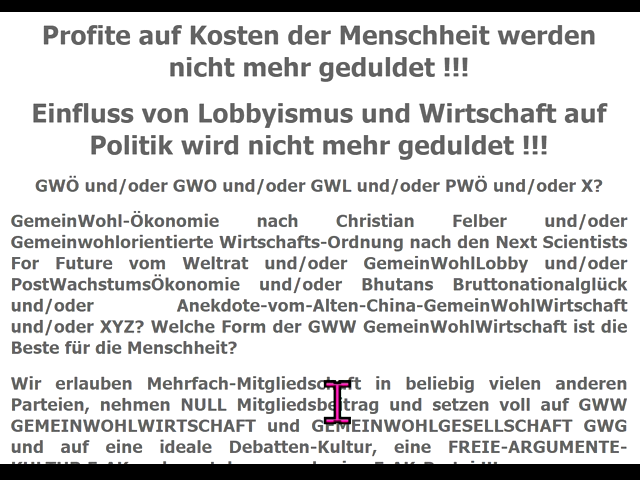 Profite auf Kosten der Menschheit werden
nicht mehr geduldet !!!
Einfluss von Lobbyismus und Wirtschaft auf
Politik wird nicht mehr geduldet !!!
GWÖ und/oder GWO und/oder GWL und/oder PWÖ und/oder X?
GemeinWohl-Ökonomie nach Christian Felber und/oder
Gemeinwohlorientierte Wirtschafts-Ordnung nach den Next Scientists
For Future vom Weltrat und/oder GemeinWohlLobby und/oder
PostWachstumsÖkonomie und/oder Bhutans Bruttonationalglück
und/oder Anekdote-vom-Alten-China-GemeinWohlWirtschaft
und/oder XYZ? Welche Form der GWW GemeinWohlWirtschaft ist die
Beste für die Menschheit?
Wir erlauben Mehrfach-Mitgliedschaft in beliebig vielen anderen
Parteien, nehmen NULL Mitgliedsbeitrag und setzen voll auf GWW
GEMEINWOHLWIRTSCHAFT und GEMEINWOHLGESELLSCHAFT GWG
und auf eine ideale Debatten-Kultur, eine FREIE-ARGUMENTE-